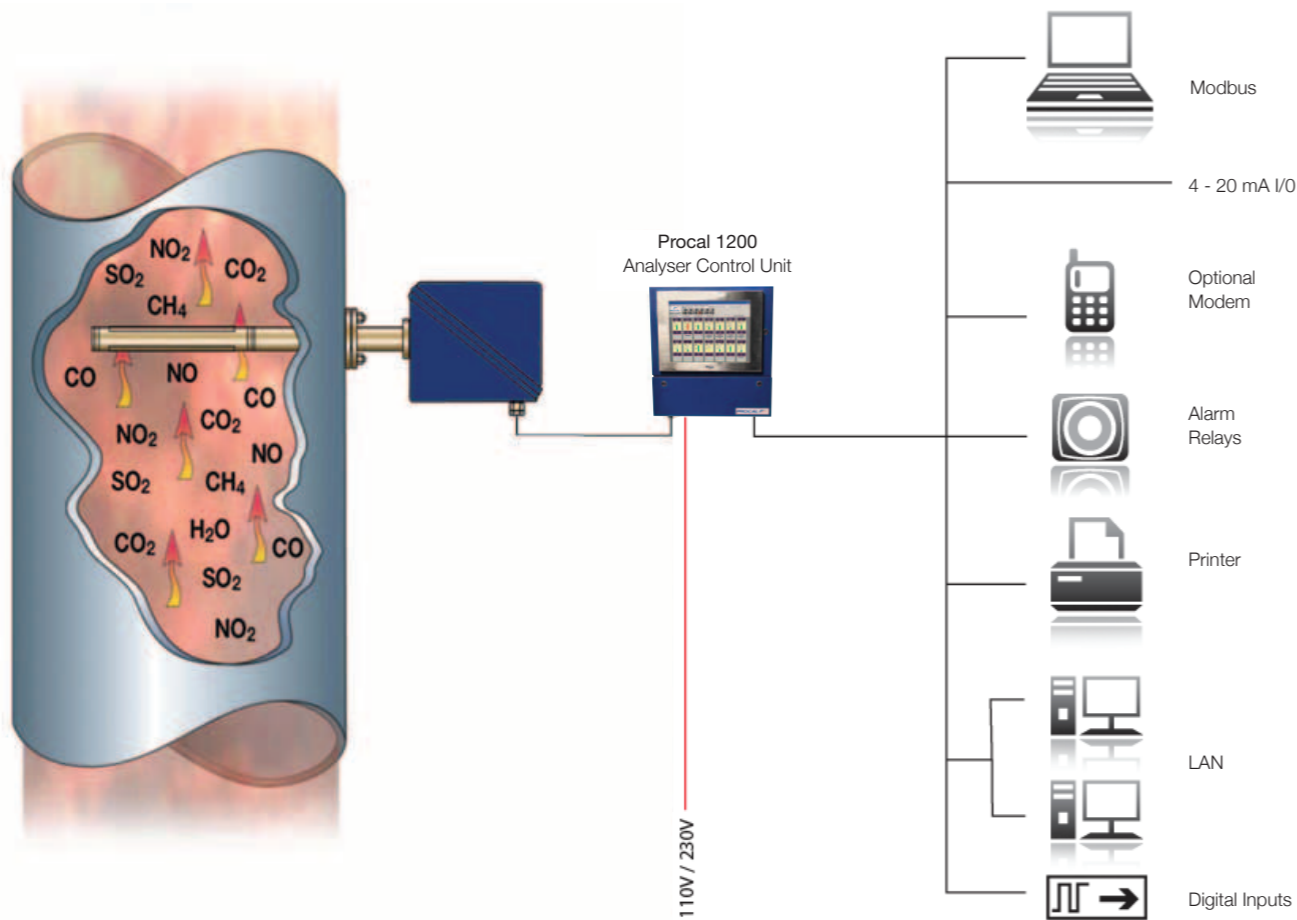 NO₂
CO₂
SO₂
CH₄
CO
NO
CO
NO₂
CO₂
NO
SO₂
CH₄
H₂O
CO₂
CO
SO₂
NO₂
Procal 1200
Analyser Control Unit
110V / 230V
Modbus
4 - 20 mA I/0
Optional
Modem
Alarm
Relays
Printer
LAN
Digital Inputs